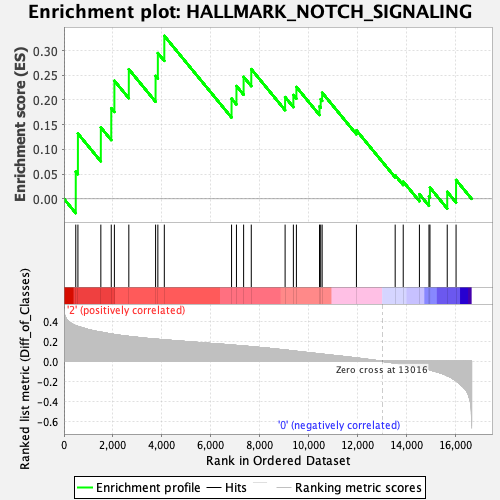 Enrichment plot: HALLMARK_NOTCH_SIGNALING
Enrichment score (ES)
0.30
0.25
0.20
0.15
0.10
0.05
0.00
'2' (positively correlated)
Ranked list metric (Diff_of_Classes)
0.4
0.2
0.0
-0.2
-0.4
-0.6
Zero cross at 13016
'0' (negatively correlated)
0 2,000 4,000 6,000 8,000 10,000 12,000 14,000 16,000
Rank in Ordered Dataset
Enrichment profile Hits Ranking metric scores